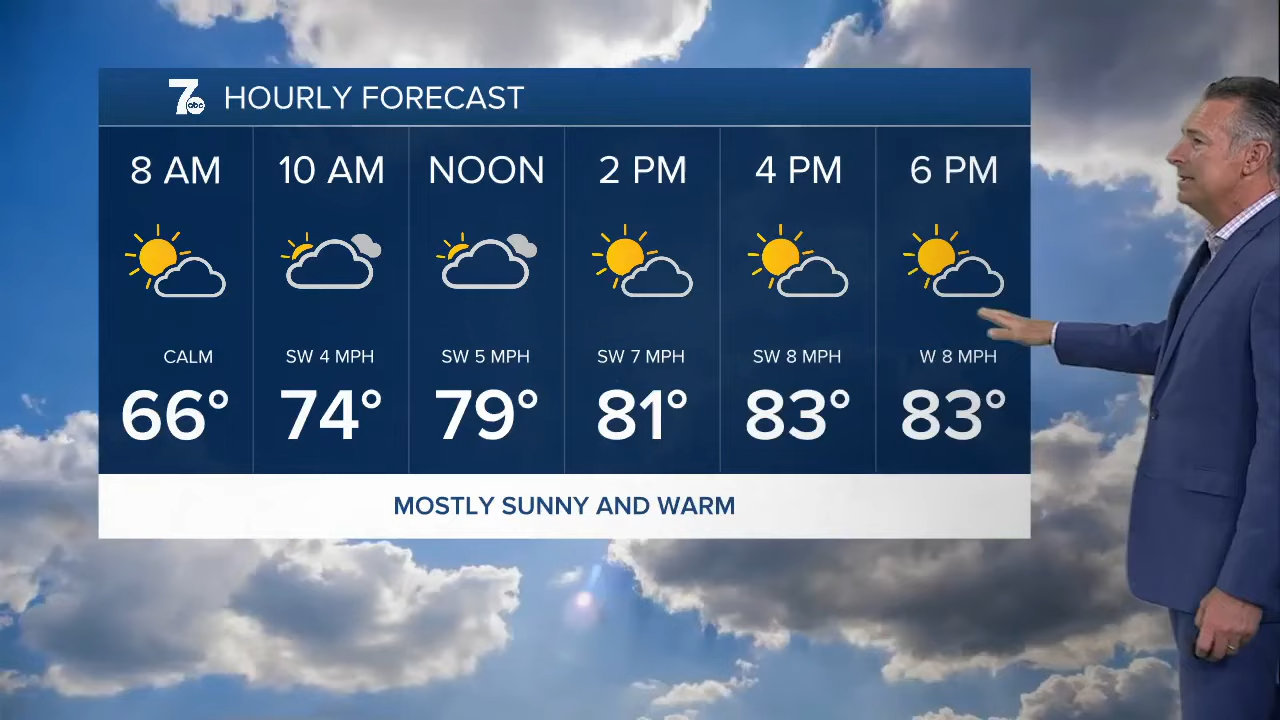 7 abc HOURLY FORECAST
8 AM 10 AM NOON 2 PM 4 PM 6 PM
CALM SW 4 MPH SW 5 MPH SW 7 MPH SW 8 MPH W 8 MPH
66° 74° 79° 81° 83° 83°
MOSTLY SUNNY AND WARM